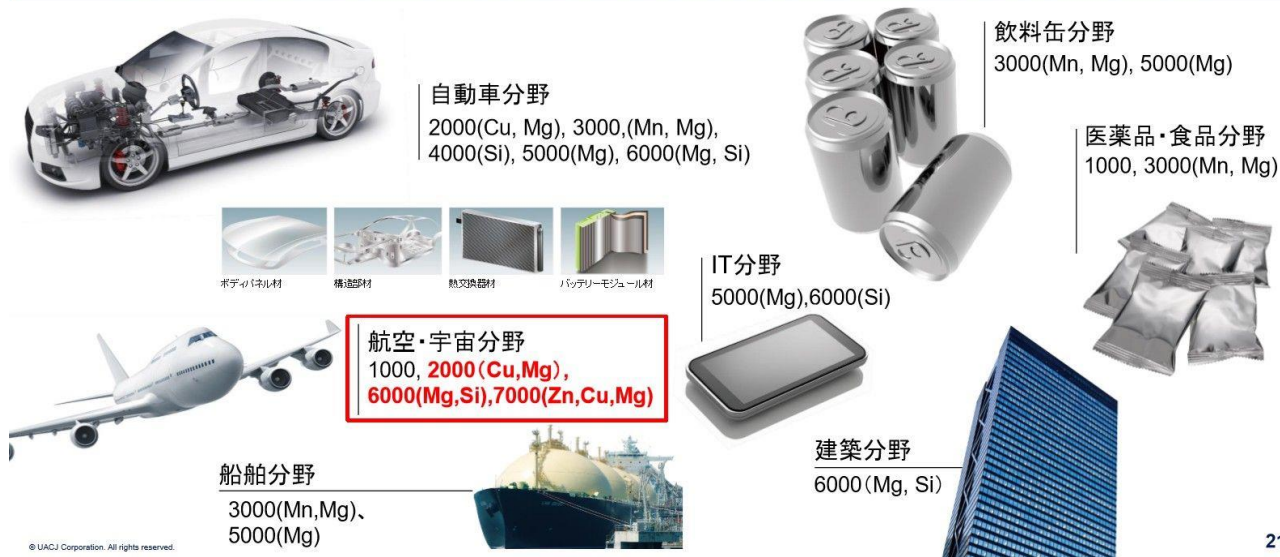 自動車分野
2000(Cu, Mg), 3000,(Mn, Mg),
4000(Si), 5000(Mg), 6000(Mg, Si)
飲料缶分野
3000(Mn, Mg), 5000(Mg)
医薬品・食品分野
1000, 3000(Mn, Mg)
ボディパネル材
構造部材
熱交換器材
バッテリーモジュール材
IT分野
5000(Mg),6000(Si)
航空・宇宙分野
1000, 2000(Cu,Mg),
6000(Mg,Si),7000(Zn,Cu,Mg)
船舶分野
3000(Mn,Mg)、
5000(Mg)
建築分野
6000(Mg, Si)
© UACJ Corporation. All rights reserved.
21